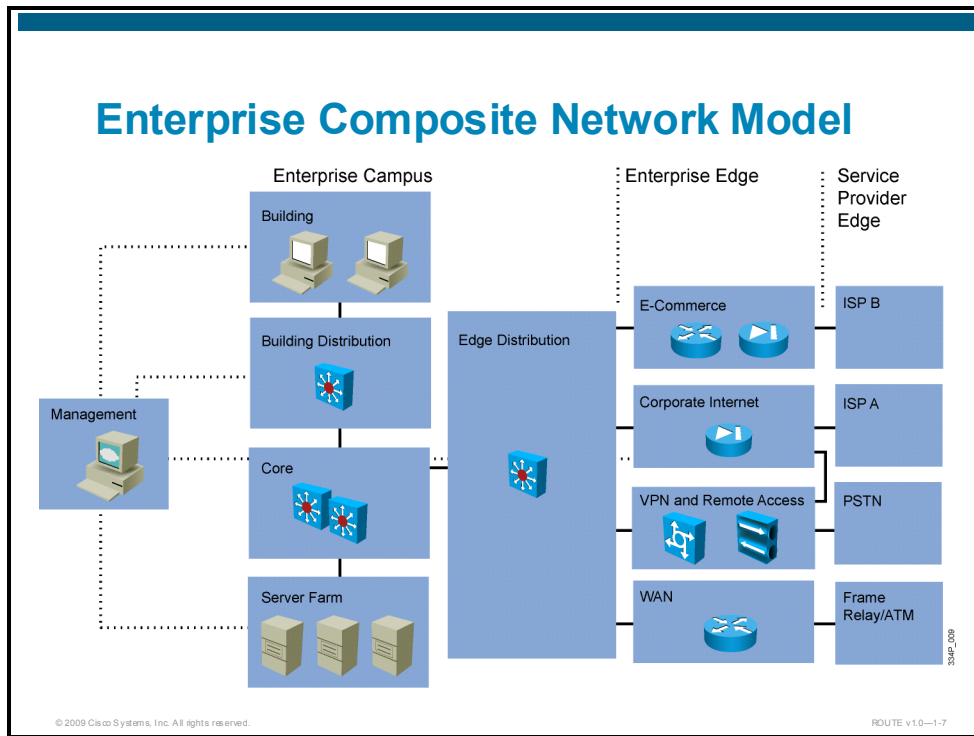 Enterprise Composite Network Model
Enterprise Campus
Enterprise Edge
Service
Provider
Edge
Building
Building Distribution
Management
Core
Server Farm
Edge Distribution
E-Commerce
Corporate Internet
VPN and Remote Access
WAN
ISP B
ISP A
PSTN
Frame
Relay/ATM
334P_009
© 2009 Cisco Systems, Inc. All rights reserved.
ROUTE v1.0—1-7